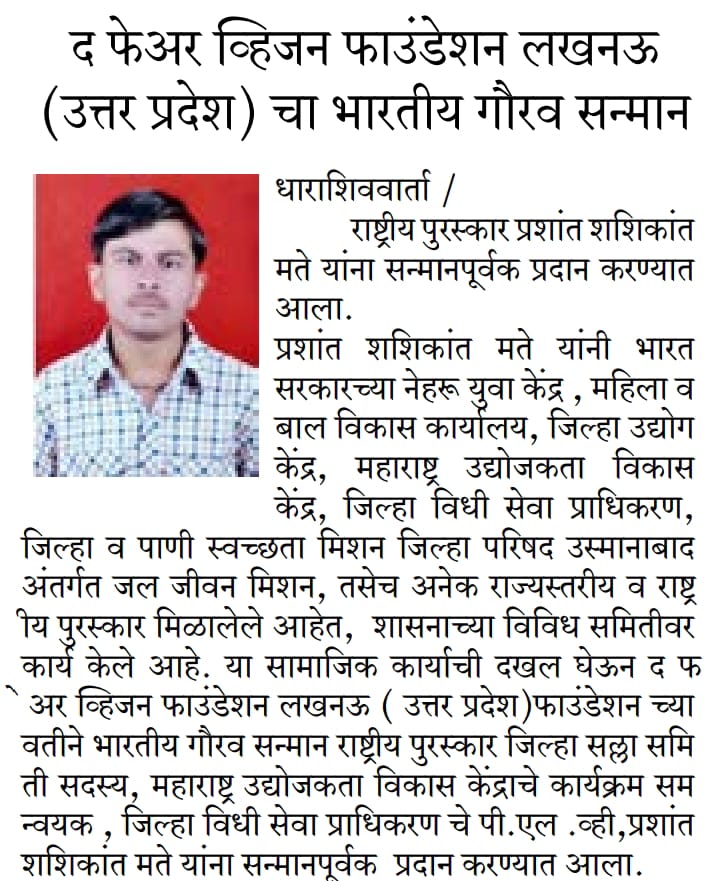 द फेअर व्हिजन फाउंडेशन लखनऊ
(उत्तर प्रदेश) चा भारतीय गौरव सन्मान
धाराशिववार्ता /
राष्ट्रीय पुरस्कार प्रशांत शशिकांत
मते यांना सन्मानपूर्वक प्रदान करण्यात
आला.
प्रशांत शशिकांत मते यांनी भारत
सरकारच्या नेहरू युवा केंद्र , महिला व
बाल विकास कार्यालय, जिल्हा उद्योग
केंद्र, महाराष्ट्र उद्योजकता विकास
केंद्र, जिल्हा विधी सेवा प्राधिकरण,
जिल्हा व पाणी स्वच्छता मिशन जिल्हा परिषद उस्मानाबाद
अंतर्गत जल जीवन मिशन, तसेच अनेक राज्यस्तरीय व राष्ट्र
ीय पुरस्कार मिळालेले आहेत, शासनाच्या विविध समितीवर
कार्य केले आहे. या सामाजिक कार्याची दखल घेऊन द फ
ेअर व्हिजन फाउंडेशन लखनऊ ( उत्तर प्रदेश)फाउंडेशन च्या
वतीने भारतीय गौरव सन्मान राष्ट्रीय पुरस्कार जिल्हा सल्ला समि
ती सदस्य, महाराष्ट्र उद्योजकता विकास केंद्राचे कार्यक्रम सम
न्वयक , जिल्हा विधी सेवा प्राधिकरण चे पी.एल .व्ही,प्रशांत
शशिकांत मते यांना सन्मानपूर्वक प्रदान करण्यात आला.